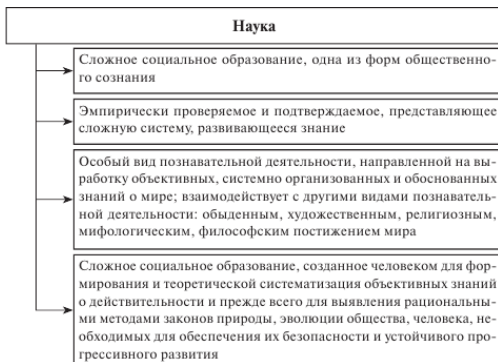 Наука
Сложное социальное образование, одна из форм общественно-
го сознания
Эмпирически проверяемое и подтверждаемое, представляющее
сложную систему, развивающееся знание
Особый вид познавательной деятельности, направленной на вы-
работку объективных, системно организованных и обоснованных
знаний о мире; взаимодействует с другими видами познаватель-
ной деятельности: обыденным, художественным, религиозным,
мифологическим, философским постижением мира
Сложное социальное образование, созданное человеком для фор-
мирования и теоретической систематизация объективных знаний
о действительности и прежде всего для выявления рациональны-
ми методами законов природы, эволюции общества, человека, не-
обходимых для обеспечения их безопасности и устойчивого про-
грессивного развития